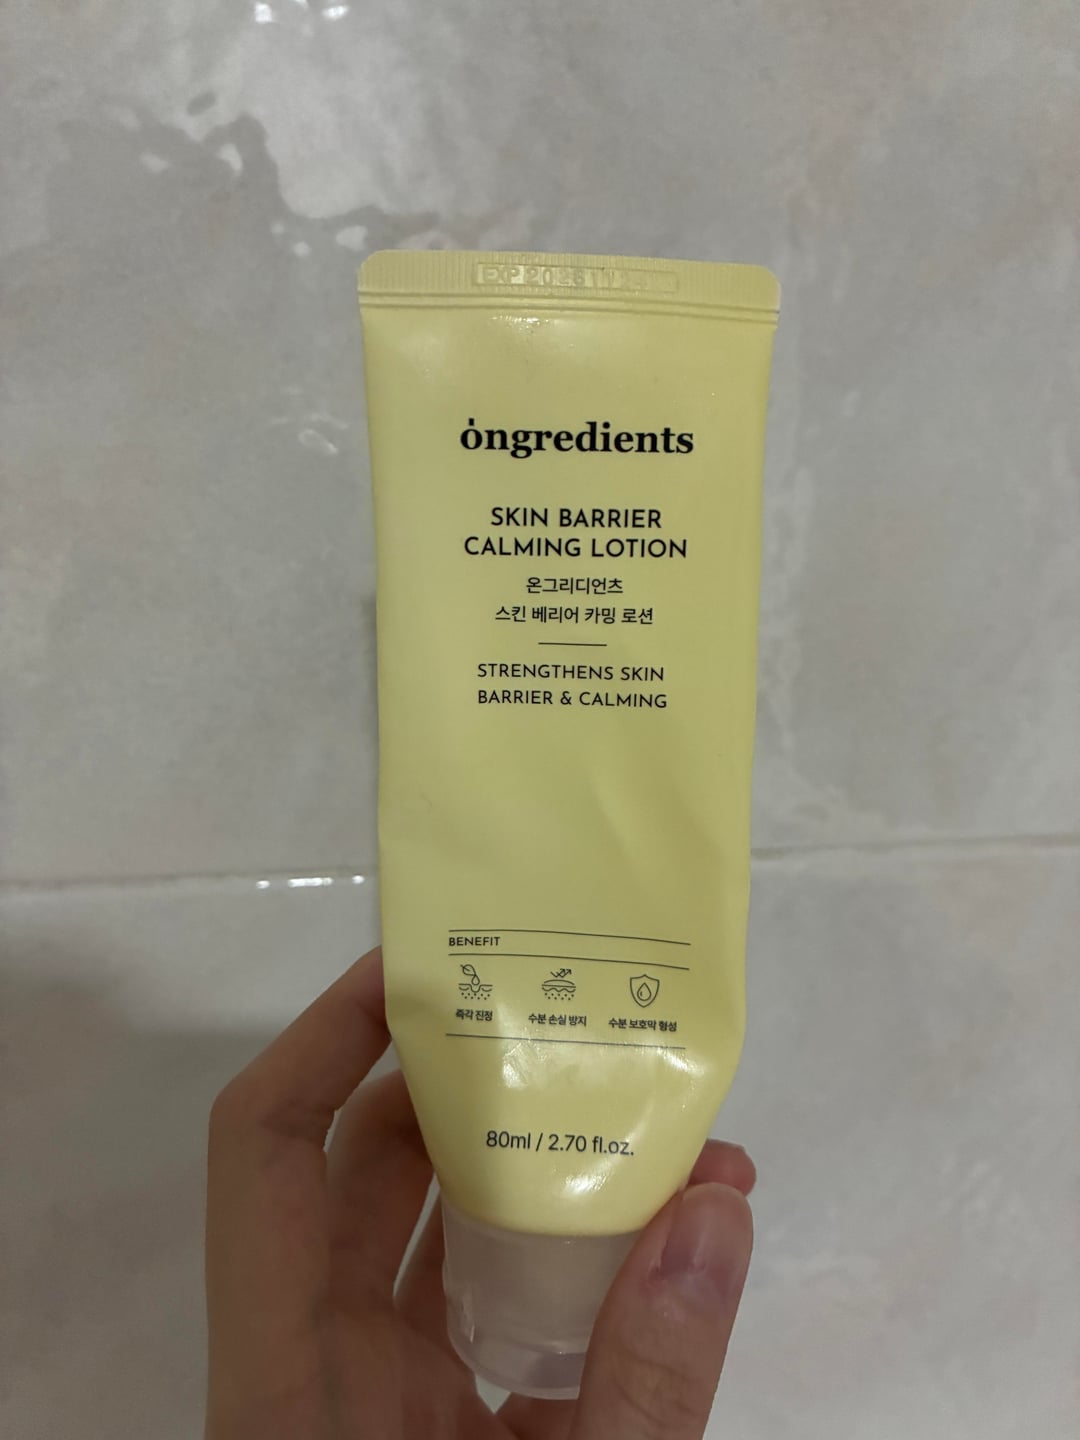 EXP
ongredients
SKIN BARRIER
CALMING LOTION
온그리디언츠
스킨 베리어 카밍 로션
STRENGTHENS SKIN
BARRIER & CALMING
BENEFIT
즉각 진정 수분 손실 방지 수분 보호막 형성
80ml / 2.70 fl.oz.